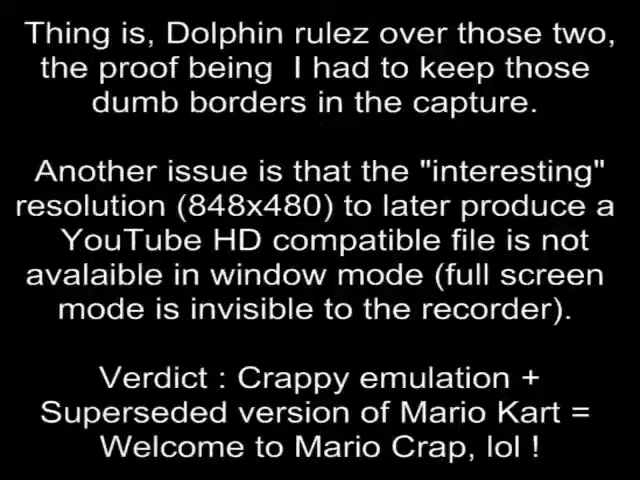 Thing is, Dolphin rulez over those two,
the proof being  I had to keep those
dumb borders in the capture.
Another issue is that the "interesting"
resolution (848x480) to later produce a
YouTube HD compatible file is not
avalaible in window mode (full screen
mode is invisible to the recorder).
Verdict : Crappy emulation +
Superseded version of Mario Kart =
Welcome to Mario Crap, lol !